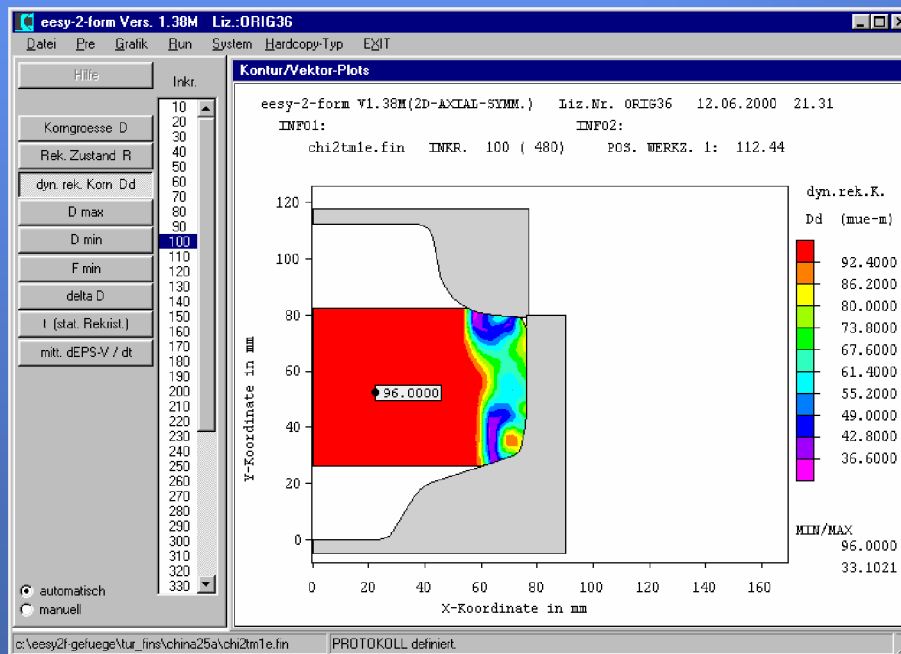 eesy-2-form Vers. 1.38M Liz.:ORIG36
Datei Pre Grafik Run System Hardcopy-Typ EXIT
Hilfe
Korngroesse D
Rek. Zustand R
dyn. rek. Korn Dd
D max
D min
F min
delta D
t (stat. Rekrist.)
mitt. dEPS-V / dt
automatisch
manuell
Inkr.
10
20
30
40
50
60
70
80
90
100
110
120
130
140
150
160
170
180
190
200
210
220
230
240
250
260
270
280
290
300
310
320
330
Kontur/Vektor-Plots
eesy-2-form V1.38M(2D-AXIAL-SYMM.) Liz.Nr. ORIG36 12.06.2000 21.31
INFO1: INFO2:
chi2tm1e.fin INKR. 100 ( 480) POS. WERKZ. 1: 112.44
Y-Koordinate in mm
120
100
80
60
40
20
0
96.0000
0 20 40 60 80 100 120 140 160
X-Koordinate in mm
dyn.rek.K.
Dd (mue-m)
92.4000
86.2000
80.0000
73.8000
67.6000
61.4000
55.2000
49.0000
42.8000
36.6000
MIN/MAX
96.0000
33.1021
c:\eesy2f-gefuege\tur_fins\china25a\chi2tm1e.fin PROTOKOLL definiert.